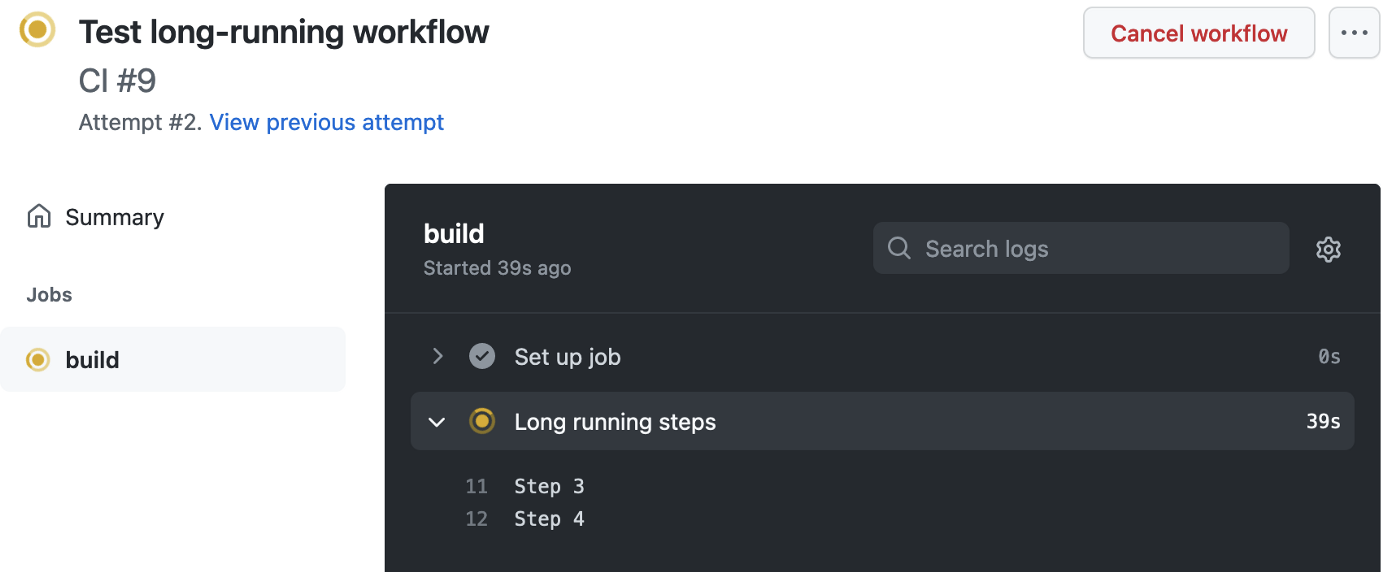 Test long-running workflow
Cancel workflow
CI #9
Attempt #2. View previous attempt
Summary
Jobs
build
build
Started 39s ago
Search logs
Set up job 0s
Long running steps 39s
11 Step 3
12 Step 4